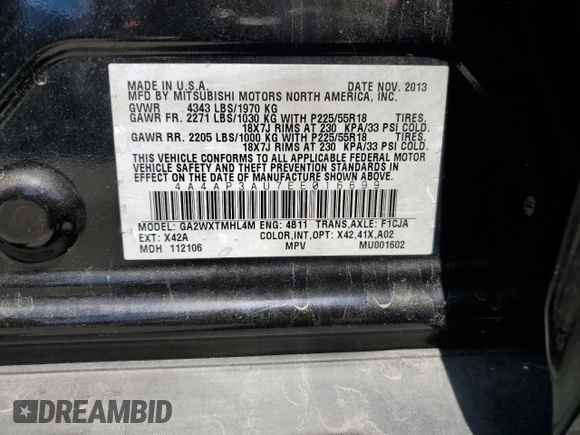 MADE IN U.S.A. DATE NOV. 2013
MFD BY MITSUBISHI MOTORS NORTH AMERICA, INC.
GVWR 4343 LBS/1970 KG
GAWR FR. 2271 LBS/1030 KG WITH P225/55R18 TIRES,
18X7J RIMS AT 230 KPA/33 PSI COLD.
GAWR RR. 2205 LBS/1000 KG WITH P225/55R18 TIRES,
18X7J RIMS AT 230 KPA/33 PSI COLD.
THIS VEHICLE CONFORMS TO ALL APPLICABLE FEDERAL MOTOR
VEHICLE SAFETY AND THEFT PREVENTION STANDARDS IN
EFFECT ON THE DATE OF MANUFACTURE SHOWN ABOVE.
4A4AP3AU7EE016699
MODEL: GA2WXTMHL4M ENG: 4B11 TRANS,AXLE: F1CJA
EXT: X42A COLOR,INT,OPT: X42,41X,A02
MDH 112106 MPV MU001602
DREAMBID